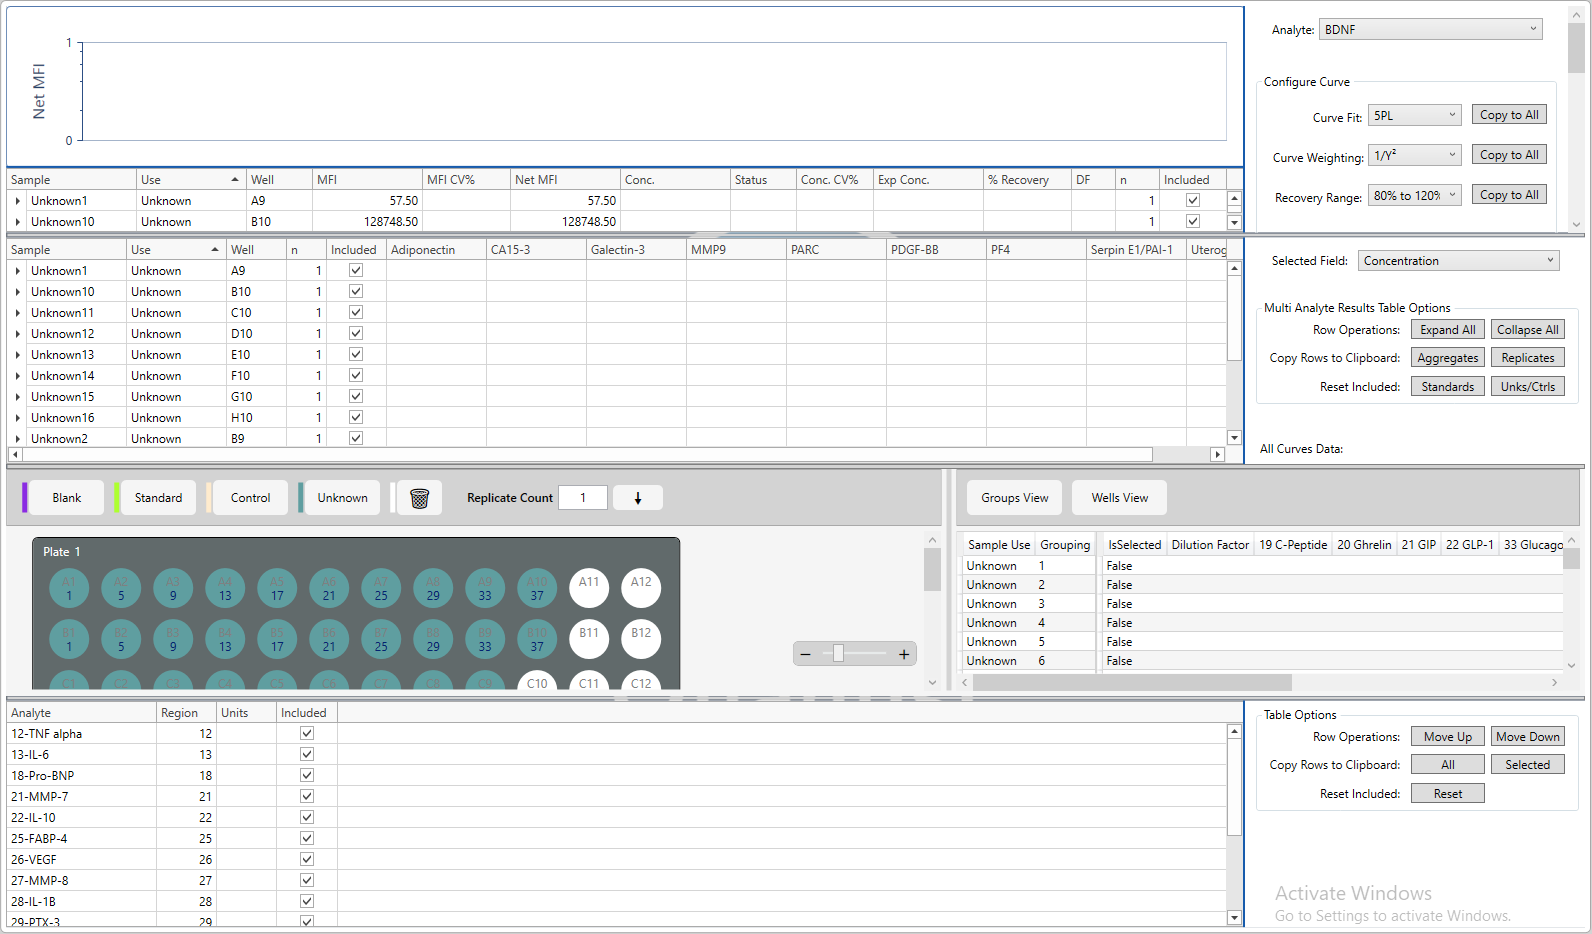 Net MFI
1
0
Analyte: BDNF
Configure Curve
Curve Fit: 5PL Copy to All
Curve Weighting: 1/Y² Copy to All
Recovery Range: 80% to 120% Copy to All
Sample Use Well MFI MFI CV% Net MFI Conc. Status Conc. CV% Exp Conc. % Recovery DF n Included
Unknown1 Unknown A9 57.50 57.50 1
Unknown10 Unknown B10 128748.50 128748.50 1
Sample Use Well n Included Adiponectin CA15-3 Galectin-3 MMP9 PARC PDGF-BB PF4 Serpin E1/PAI-1 Uterog
Unknown1 Unknown A9 1
Unknown10 Unknown B10 1
Unknown11 Unknown C10 1
Unknown12 Unknown D10 1
Unknown13 Unknown E10 1
Unknown14 Unknown F10 1
Unknown15 Unknown G10 1
Unknown16 Unknown H10 1
Unknown2 Unknown B9 1
Selected Field: Concentration
Multi Analyte Results Table Options
Row Operations: Expand All Collapse All
Copy Rows to Clipboard: Aggregates Replicates
Reset Included: Standards Unks/Ctrls
All Curves Data:
Blank Standard Control Unknown Replicate Count 1
Plate 1
A1 A2 A3 A4 A5 A6 A7 A8 A9 A10 A11 A12
1 5 9 13 17 21 25 29 33 37
B1 B2 B3 B4 B5 B6 B7 B8 B9 B10 B11 B12
1 5 9 13 17 21 25 29 33 37
C1 C2 C3 C4 C5 C6 C7 C8 C9 C10 C11 C12
Groups View Wells View
Sample Use Grouping IsSelected Dilution Factor 19 C-Peptide 20 Ghrelin 21 GIP 22 GLP-1 33 Glucago
Unknown 1 False
Unknown 2 False
Unknown 3 False
Unknown 4 False
Unknown 5 False
Unknown 6 False
Analyte Region Units Included
12-TNF alpha 12
13-IL-6 13
18-Pro-BNP 18
21-MMP-7 21
22-IL-10 22
25-FABP-4 25
26-VEGF 26
27-MMP-8 27
28-IL-1B 28
29-PTX-3 29
Table Options
Row Operations: Move Up Move Down
Copy Rows to Clipboard: All Selected
Reset Included: Reset
Activate Windows
Go to Settings to activate Windows.